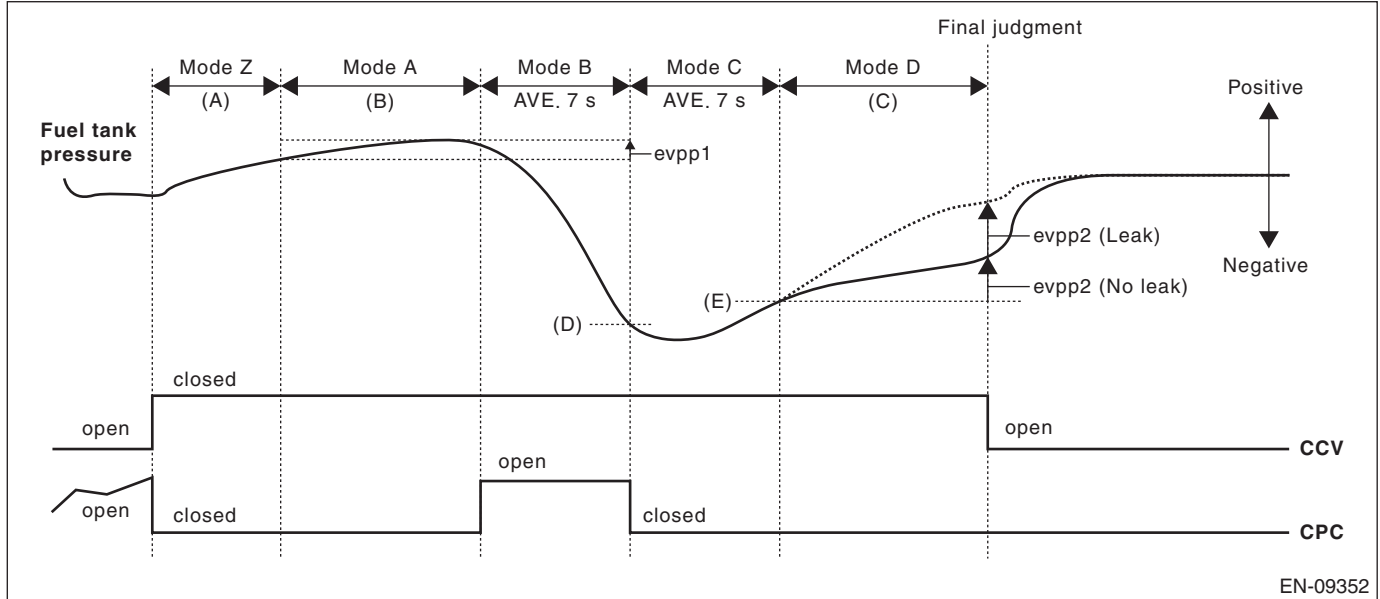 Final judgment
Mode Z
Mode A
Mode B
Mode C
Mode D
(A)
(B)
AVE. 7 s
AVE. 7 s
(C)
Positive
Fuel tank
pressure
evpp1
evpp2 (Leak)
Negative
evpp2 (No leak)
(E)
(D)
closed
open
open
CCV
open
open
closed
closed
CPC
EN-09352